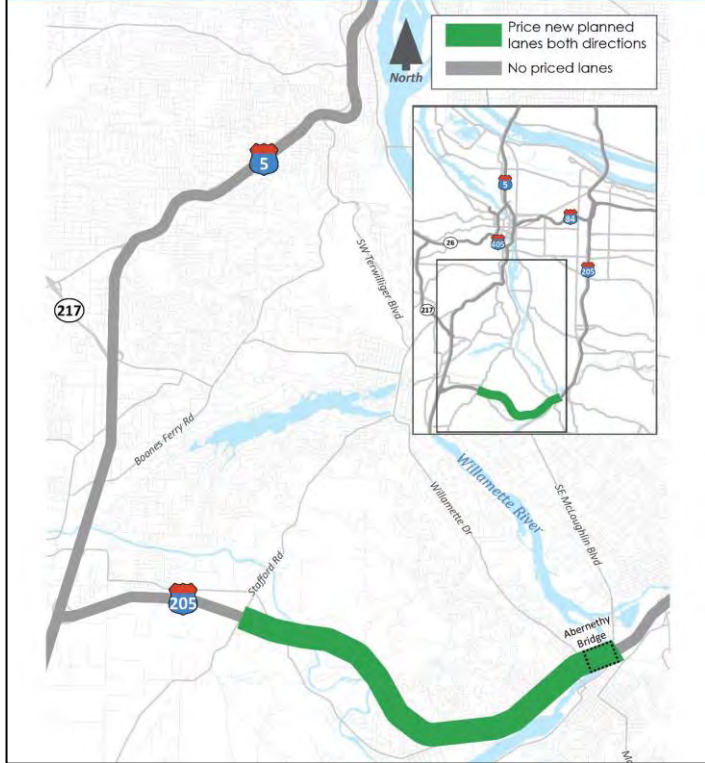 Price new planned
lanes both directions
No priced lanes
North
5
5
84
26
405
205
217
217
SW Terwilliger Blvd
Boones Ferry Rd
Willamette River
Willamette Dr
SE McLoughlin Blvd
Stafford Rd
205
Abernethy
Bridge